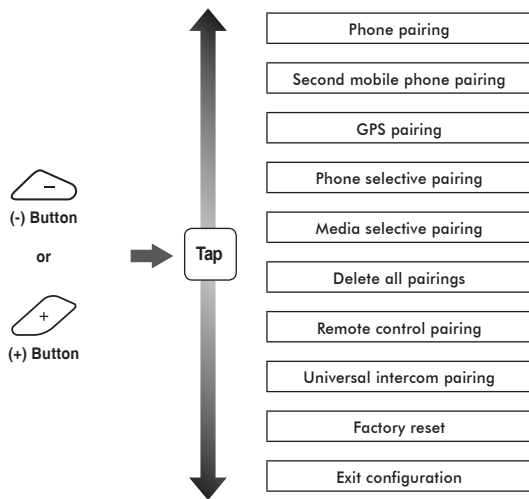 Phone pairing
Second mobile phone pairing
GPS pairing
Phone selective pairing
Media selective pairing
Delete all pairings
Remote control pairing
Universal intercom pairing
Factory reset
Exit configuration
−
(-) Button
or
+
(+) Button
Tap